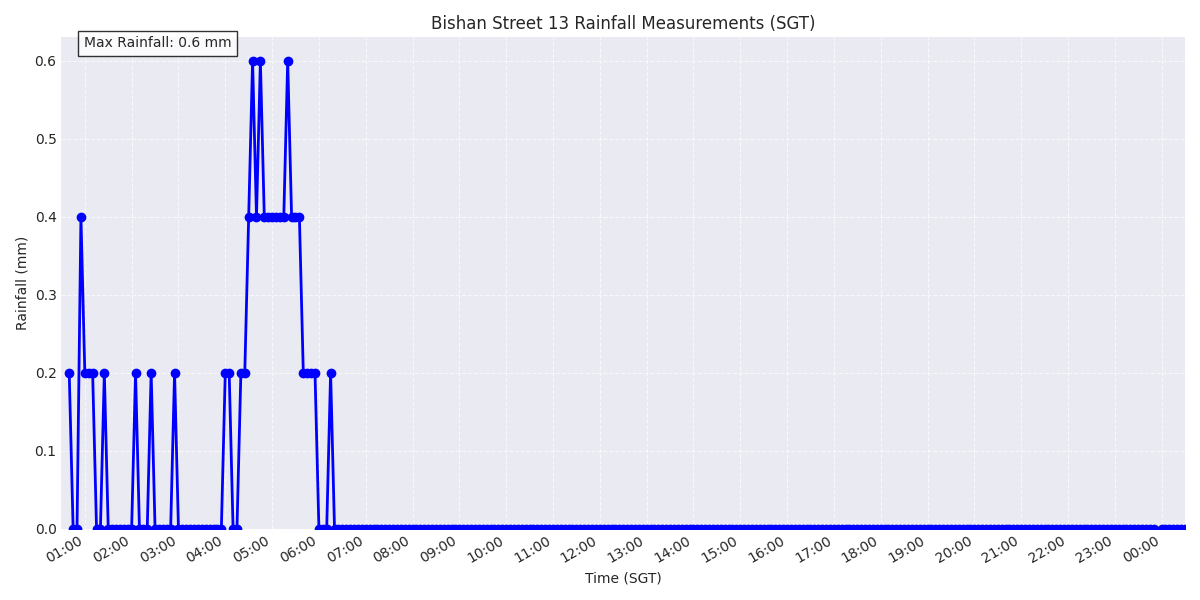 Bishan Street 13 Rainfall Measurements (SGT)
Max Rainfall: 0.6 mm
Rainfall (mm)
0.6
0.5
0.4
0.3
0.2
0.1
0.0
01:00 02:00 03:00 04:00 05:00 06:00 07:00 08:00 09:00 10:00 11:00 12:00 13:00 14:00 15:00 16:00 17:00 18:00 19:00 20:00 21:00 22:00 23:00 00:00
Time (SGT)